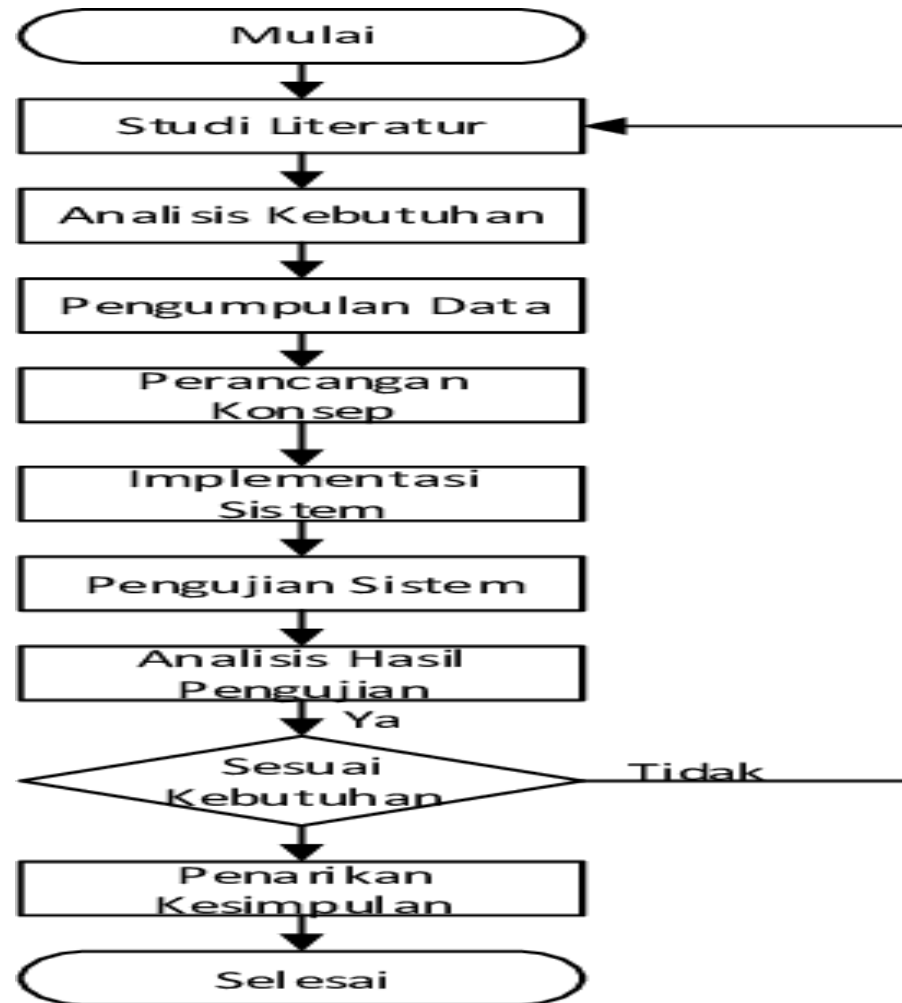 Mulai
Studi Literatur
Analisis Kebutuhan
Pengumpulan Data
Perancangan
Konsep
Implementasi
Sistem
Pengujian Sistem
Analisis Hasil
Pengujian
Ya
Sesuai
Kebutuhan
Tidak
Penarikan
Kesimpulan
Selesai